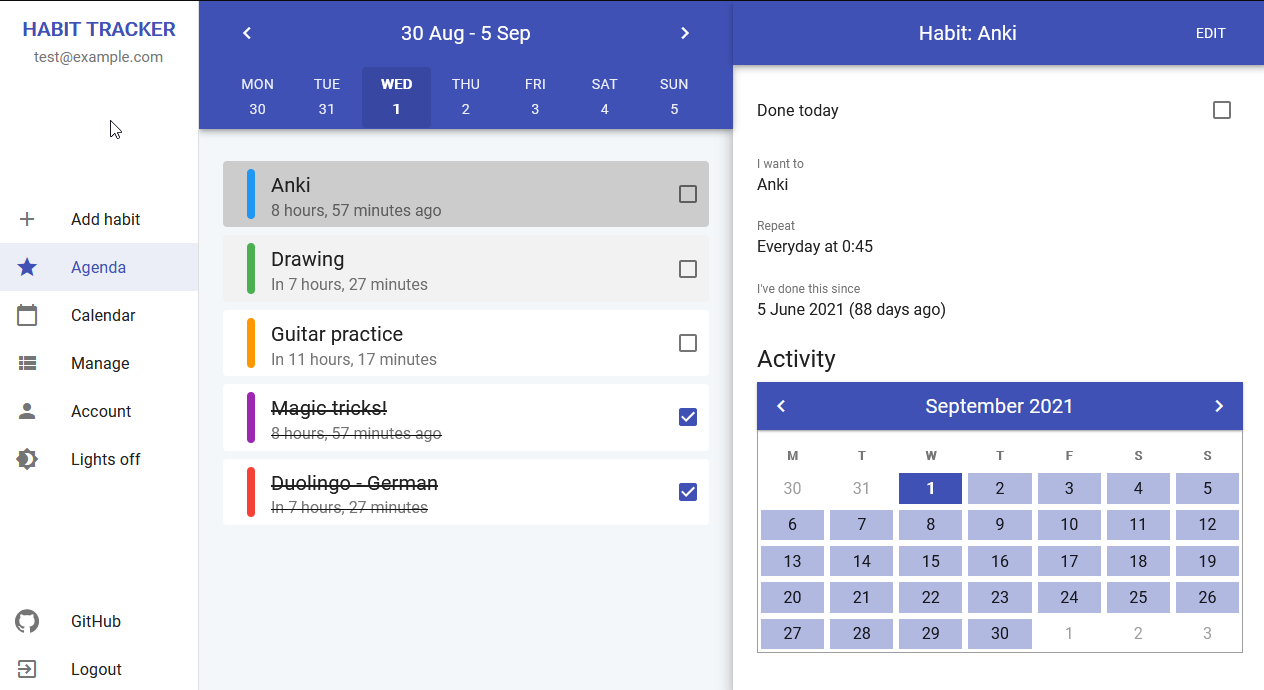 HABIT TRACKER
test@example.com
Add habit
Agenda
Calendar
Manage
Account
Lights off
GitHub
Logout
30 Aug - 5 Sep
MON TUE WED THU FRI SAT SUN
30 31 1 2 3 4 5
Anki
8 hours, 57 minutes ago
Drawing
In 7 hours, 27 minutes
Guitar practice
In 11 hours, 17 minutes
Magic tricks!
8 hours, 57 minutes ago
Duolingo - German
In 7 hours, 27 minutes
Habit: Anki EDIT
Done today
I want to
Anki
Repeat
Everyday at 0:45
I've done this since
5 June 2021 (88 days ago)
Activity
September 2021
M T W T F S S
30 31 1 2 3 4 5
6 7 8 9 10 11 12
13 14 15 16 17 18 19
20 21 22 23 24 25 26
27 28 29 30 1 2 3